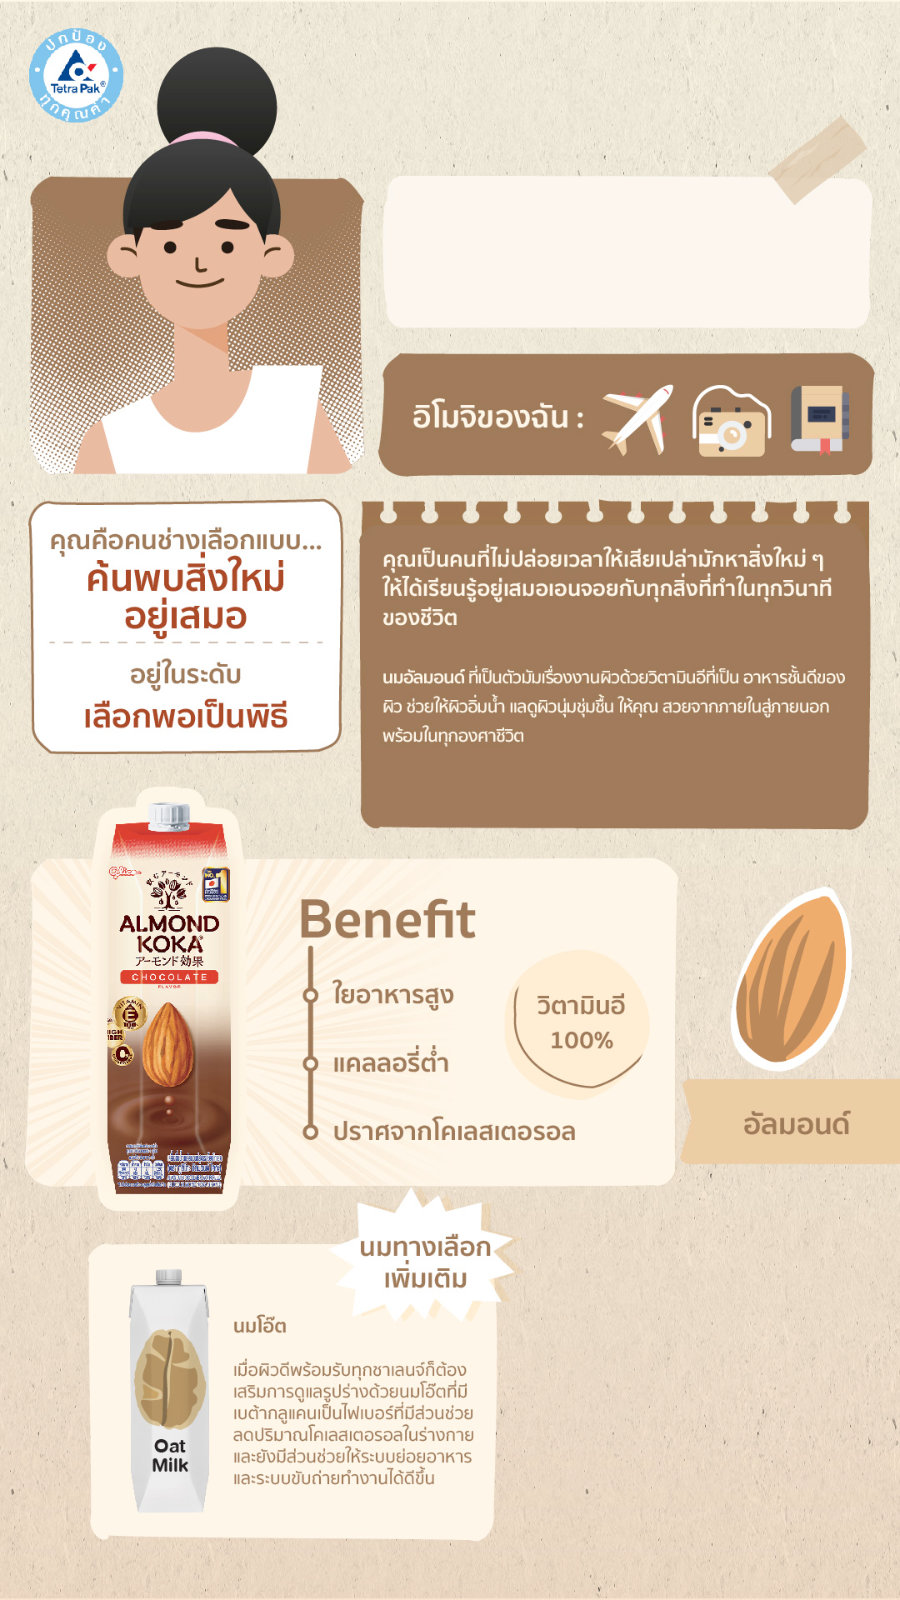 ปกป้อง
Tetra Pak®
ทุกคุณค่า
อิโมจิของฉัน :
คุณคือคนช่างเลือกแบบ...
ค้นพบสิ่งใหม่
อยู่เสมอ
อยู่ในระดับ
เลือกพอเป็นพิธี
คุณเป็นคนที่ไม่ปล่อยเวลาให้เสียเปล่ามักหาสิ่งใหม่ ๆ
ให้ได้เรียนรู้อยู่เสมอเอนจอยกับทุกสิ่งที่ทำในทุกวินาที
ของชีวิต
นมอัลมอนด์ ที่เป็นตัวมัมเรื่องงานผิวด้วยวิตามินอีที่เป็น อาหารชั้นดีของ
ผิว ช่วยให้ผิวอิ่มน้ำ แลดูผิวนุ่มชุ่มชื้น ให้คุณ สวยจากภายในสู่ภายนอก
พร้อมในทุกองศาชีวิต
Glico
飲むアーモンド
ALMOND
KOKA
アーモンド効果
CHOCOLATE
FLAVOR
VITAMIN
E
Benefit
ใยอาหารสูง
แคลลอรี่ต่ำ
ปราศจากโคเลสเตอรอล
วิตามินอี
100%
อัลมอนด์
นมทางเลือก
เพิ่มเติม
Oat
Milk
นมโอ๊ต
เมื่อผิวดีพร้อมรับทุกชาเลนจ์ก็ต้อง
เสริมการดูแลรูปร่างด้วยนมโอ๊ตที่มี
เบต้ากลูแคนเป็นไฟเบอร์ที่มีส่วนช่วย
ลดปริมาณโคเลสเตอรอลในร่างกาย
และยังมีส่วนช่วยให้ระบบย่อยอาหาร
และระบบขับถ่ายทำงานได้ดีขึ้น